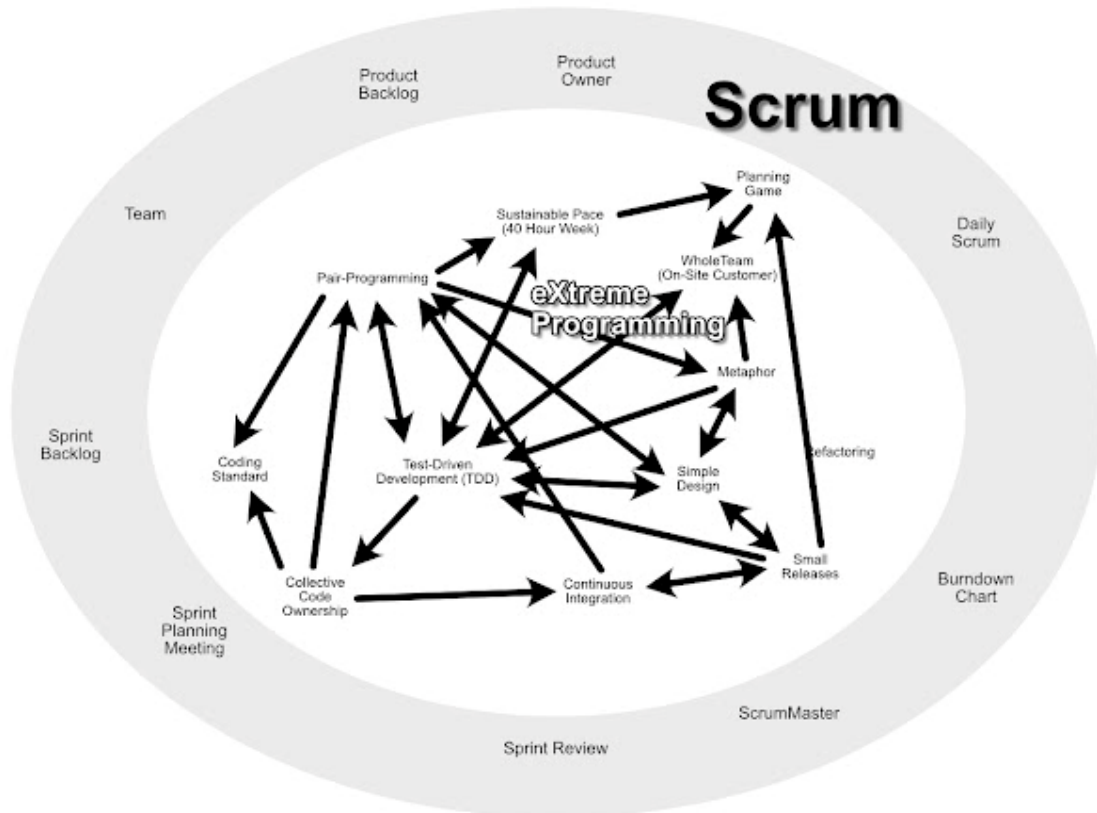 Product
Backlog
Product
Owner
Scrum
Team
Daily
Scrum
Planning
Game
Sustainable Pace
(40 Hour Week)
WholeTeam
(On-Site Customer)
Pair-Programming
eXtreme
Programming
Metaphor
Sprint
Backlog
Coding
Standard
Test-Driven
Development (TDD)
Simple
Design
Refactoring
Collective
Code
Ownership
Continuous
Integration
Small
Releases
Burndown
Chart
Sprint
Planning
Meeting
ScrumMaster
Sprint Review